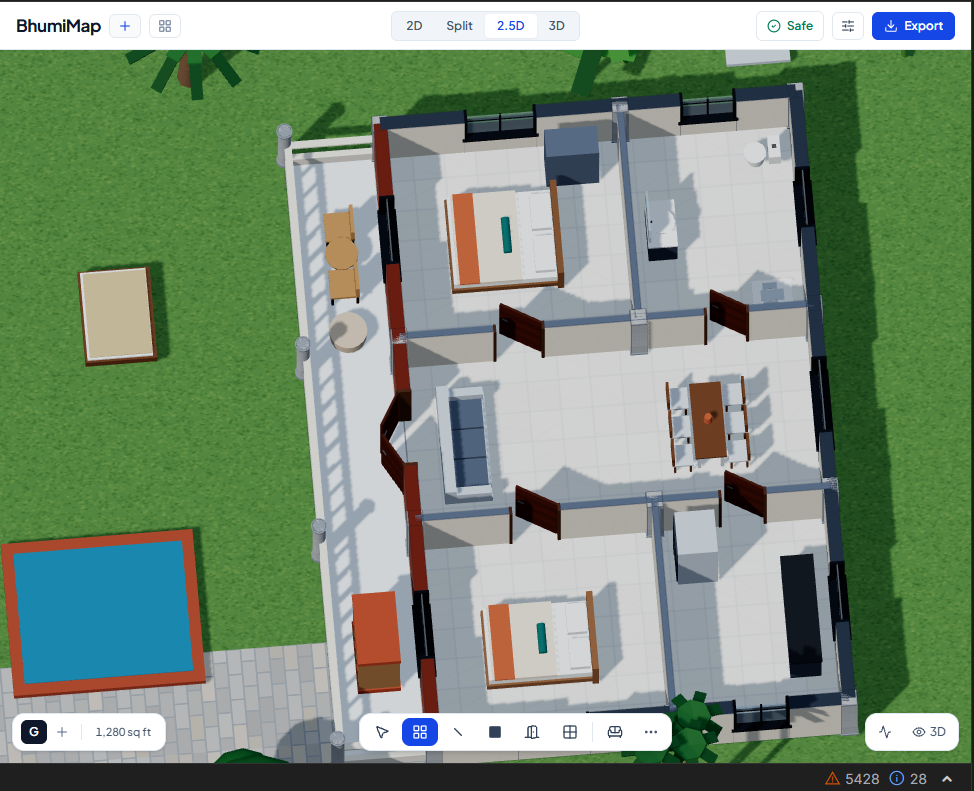 BhumiMap
2D Split 2.5D 3D
Safe
Export
G
1,280 sq ft
3D
5428 28